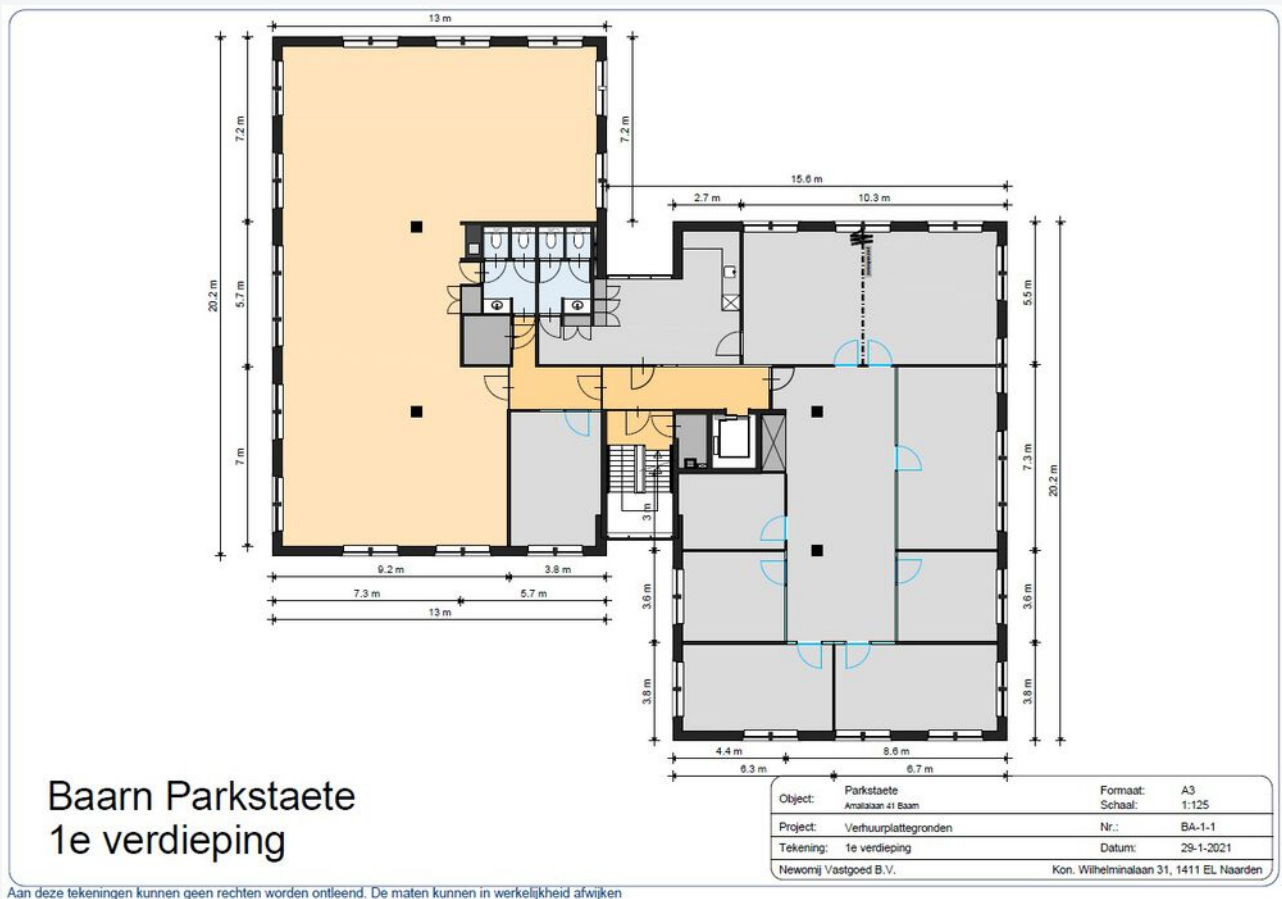 13 m
7.2 m
7.2 m
15.6 m
2.7 m
10.3 m
20.2 m
5.7 m
5.5 m
7 m
7.3 m
20.2 m
3 m
9.2 m
3.8 m
7.3 m
5.7 m
13 m
3.6 m
3.6 m
3.8 m
3.8 m
4.4 m
8.6 m
6.3 m
6.7 m
Baarn Parkstaete
1e verdieping
Object: Parkstaete Formaat: A3
Amalialaan 41 Baarn Schaal: 1:125
Project: Verhuurplattegronden Nr.: BA-1-1
Tekening: 1e verdieping Datum: 29-1-2021
Newomij Vastgoed B.V. Kon. Wilhelminalaan 31, 1411 EL Naarden
Aan deze tekeningen kunnen geen rechten worden ontleend. De maten kunnen in werkelijkheid afwijken